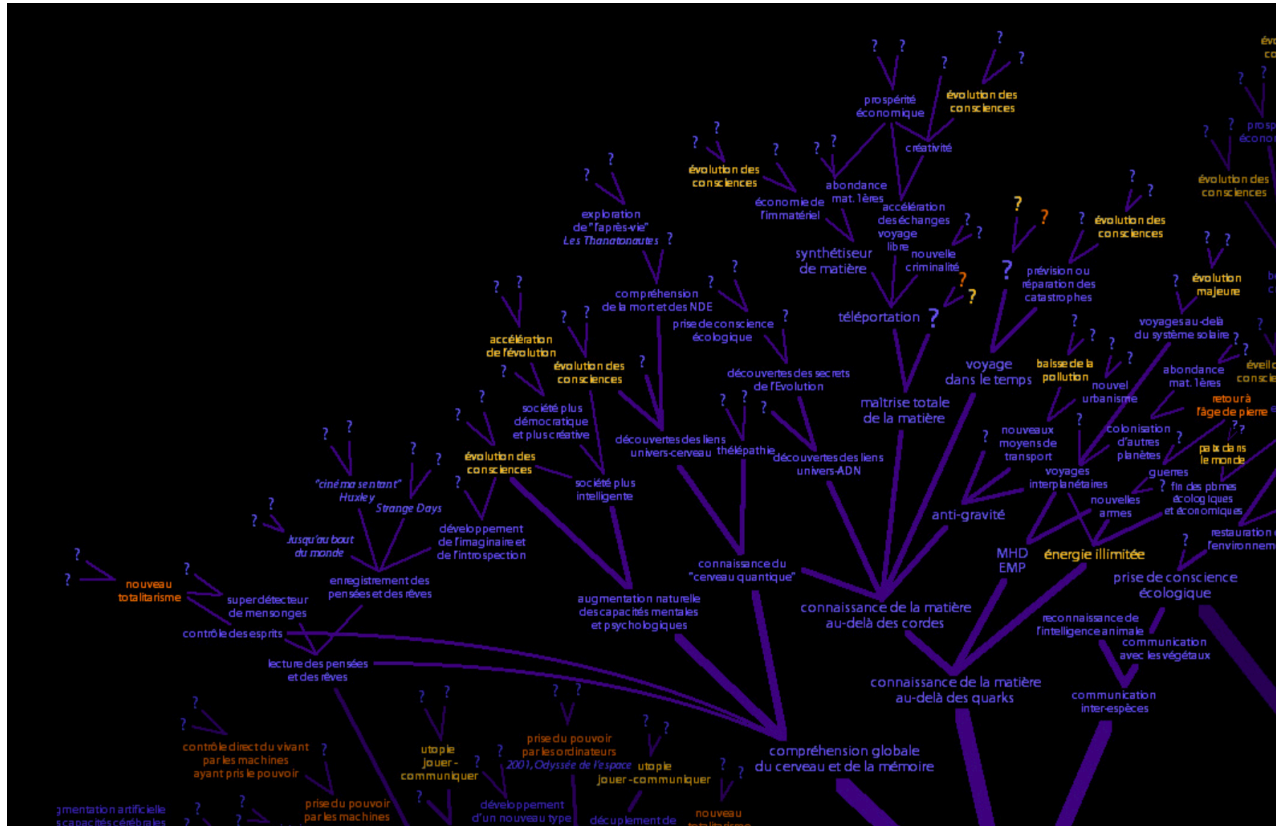 prospérité
économique
évolution des
consciences
créativité
évolution des
consciences
abondance
mat. 1ères
économie de
l'immatériel
évolution des
consciences
exploration
de "l'après-vie"
Les Thanatonautes
accélération
des échanges
voyage
libre
nouvelle
criminalité
synthétiseur
de matière
évolution des
consciences
prévision ou
réparation des
catastrophes
évolution
majeure
compréhension
de la mort et des NDE
téléportation
prise de conscience
écologique
voyages au-delà
du système solaire
accélération
de l'évolution
évolution des
consciences
découvertes des secrets
de l'Evolution
voyage
dans le temps
baisse de la
pollution
nouvel
urbanisme
abondance
mat. 1ères
retour à
l'âge de pierre
maîtrise totale
de la matière
société plus
démocratique
et plus créative
découvertes des liens
univers-cerveau
thélépathie
découvertes des liens
univers-ADN
nouveaux
moyens de
transport
colonisation
d'autres
planètes
paix dans
le monde
évolution des
consciences
société plus
intelligente
voyages
interplanétaires
guerres
nouvelles
armes
fin des pbmes
écologiques
et économiques
"cinéma sentant"
Huxley
Strange Days
anti-gravité
Jusqu'au bout
du monde
développement
de l'imaginaire et
de l'introspection
restauration
MHD
EMP
énergie illimitée
connaissance du
"cerveau quantique"
prise de conscience
écologique
nouveau
totalitarisme
enregistrement des
pensées et des rêves
super détecteur
de mensonges
augmentation naturelle
des capacités mentales
et psychologiques
connaissance de la matière
au-delà des cordes
reconnaissance de
l'intelligence animale
contrôle des esprits
communication
avec les végétaux
lecture des pensées
et des rêves
connaissance de la matière
au-delà des quarks
communication
inter-espèces
contrôle direct du vivant
par les machines
ayant pris le pouvoir
utopie
jouer -
communiquer
prise du pouvoir
par les ordinateurs
2001, Odyssée de l'espace
utopie
jouer -communiquer
compréhension globale
du cerveau et de la mémoire
prise du pouvoir
par les machines
développement
d'un nouveau type
décuplement de
nouveau
totalitarisme